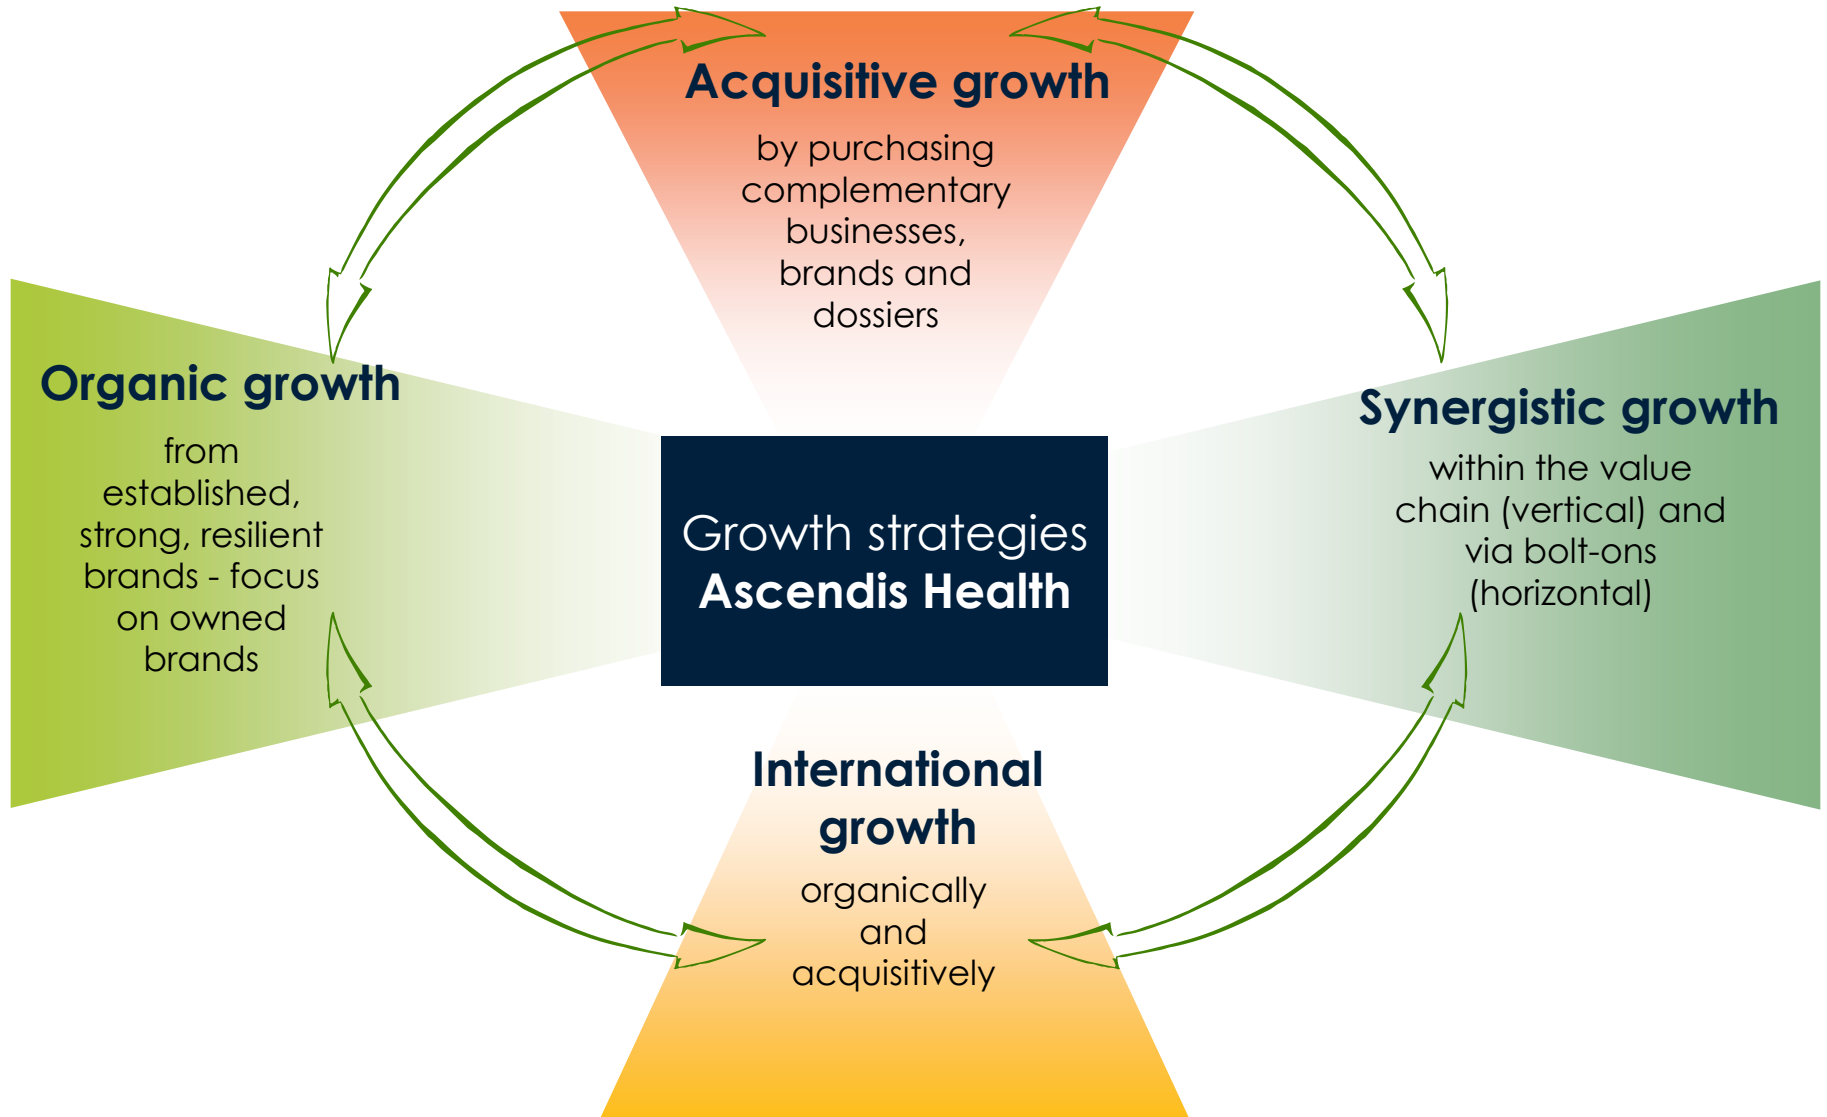 Acquisitive growth
by purchasing
complementary
businesses,
brands and
dossiers
Organic growth
from
established,
strong, resilient
brands - focus
on owned
brands
Growth strategies
Ascendis Health
Synergistic growth
within the value
chain (vertical) and
via bolt-ons
(horizontal)
International
growth
organically
and
acquisitively